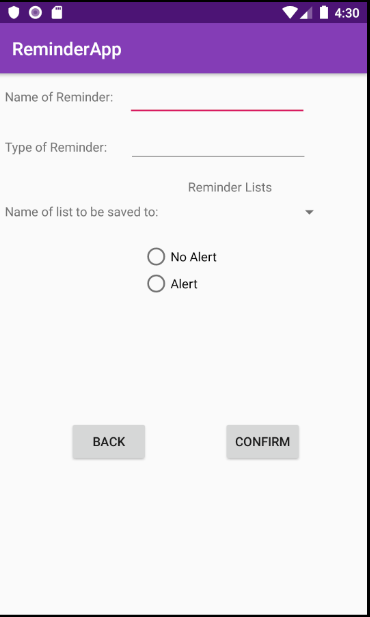 4:30
ReminderApp
Name of Reminder:
Type of Reminder:
Reminder Lists
Name of list to be saved to:
No Alert
Alert
BACK CONFIRM